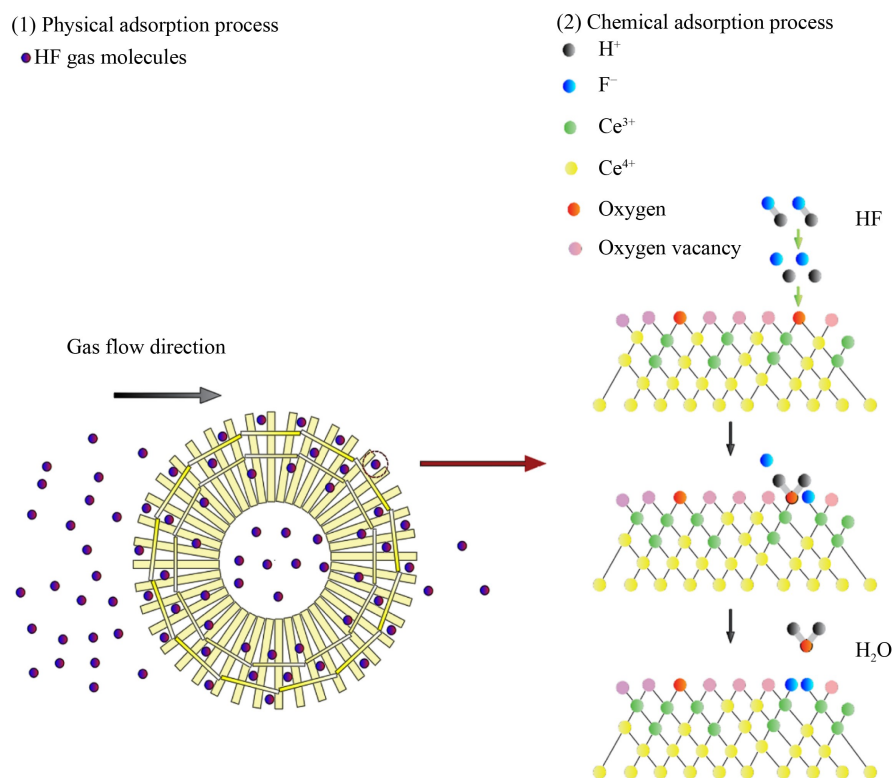 (1) Physical adsorption process
HF gas molecules
Gas flow direction
(2) Chemical adsorption process
H⁺
F⁻
Ce³⁺
Ce⁴⁺
Oxygen
Oxygen vacancy
HF
H₂O